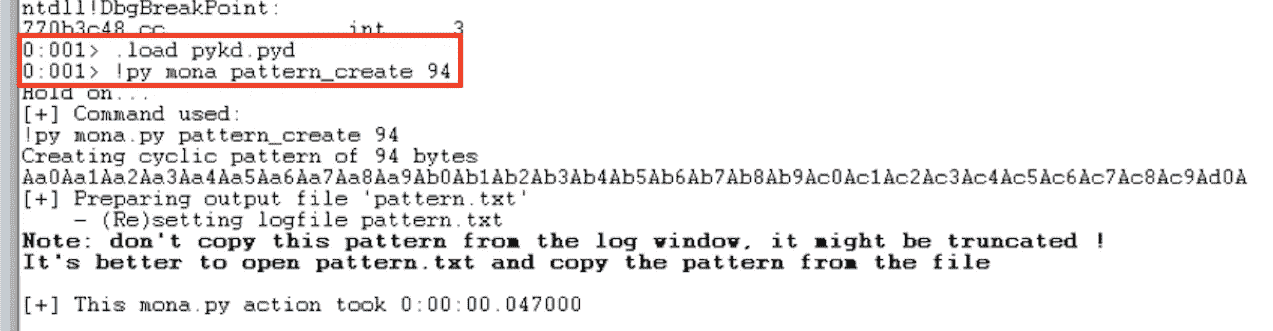 ntdll!DbgBreakPoint:
770b3c48 cc int 3
0:001> .load pykd.pyd
0:001> !py mona pattern_create 94
Hold on...
[+] Command used:
!py mona.py pattern_create 94
Creating cyclic pattern of 94 bytes
Aa0Aa1Aa2Aa3Aa4Aa5Aa6Aa7Aa8Aa9Ab0Ab1Ab2Ab3Ab4Ab5Ab6Ab7Ab8Ab9Ac0Ac1Ac2Ac3Ac4Ac5Ac6Ac7Ac8Ac9Ad0A
[+] Preparing output file 'pattern.txt'
- (Re)setting logfile pattern.txt
Note: don't copy this pattern from the log window, it might be truncated !
It's better to open pattern.txt and copy the pattern from the file
[+] This mona.py action took 0:00:00.047000